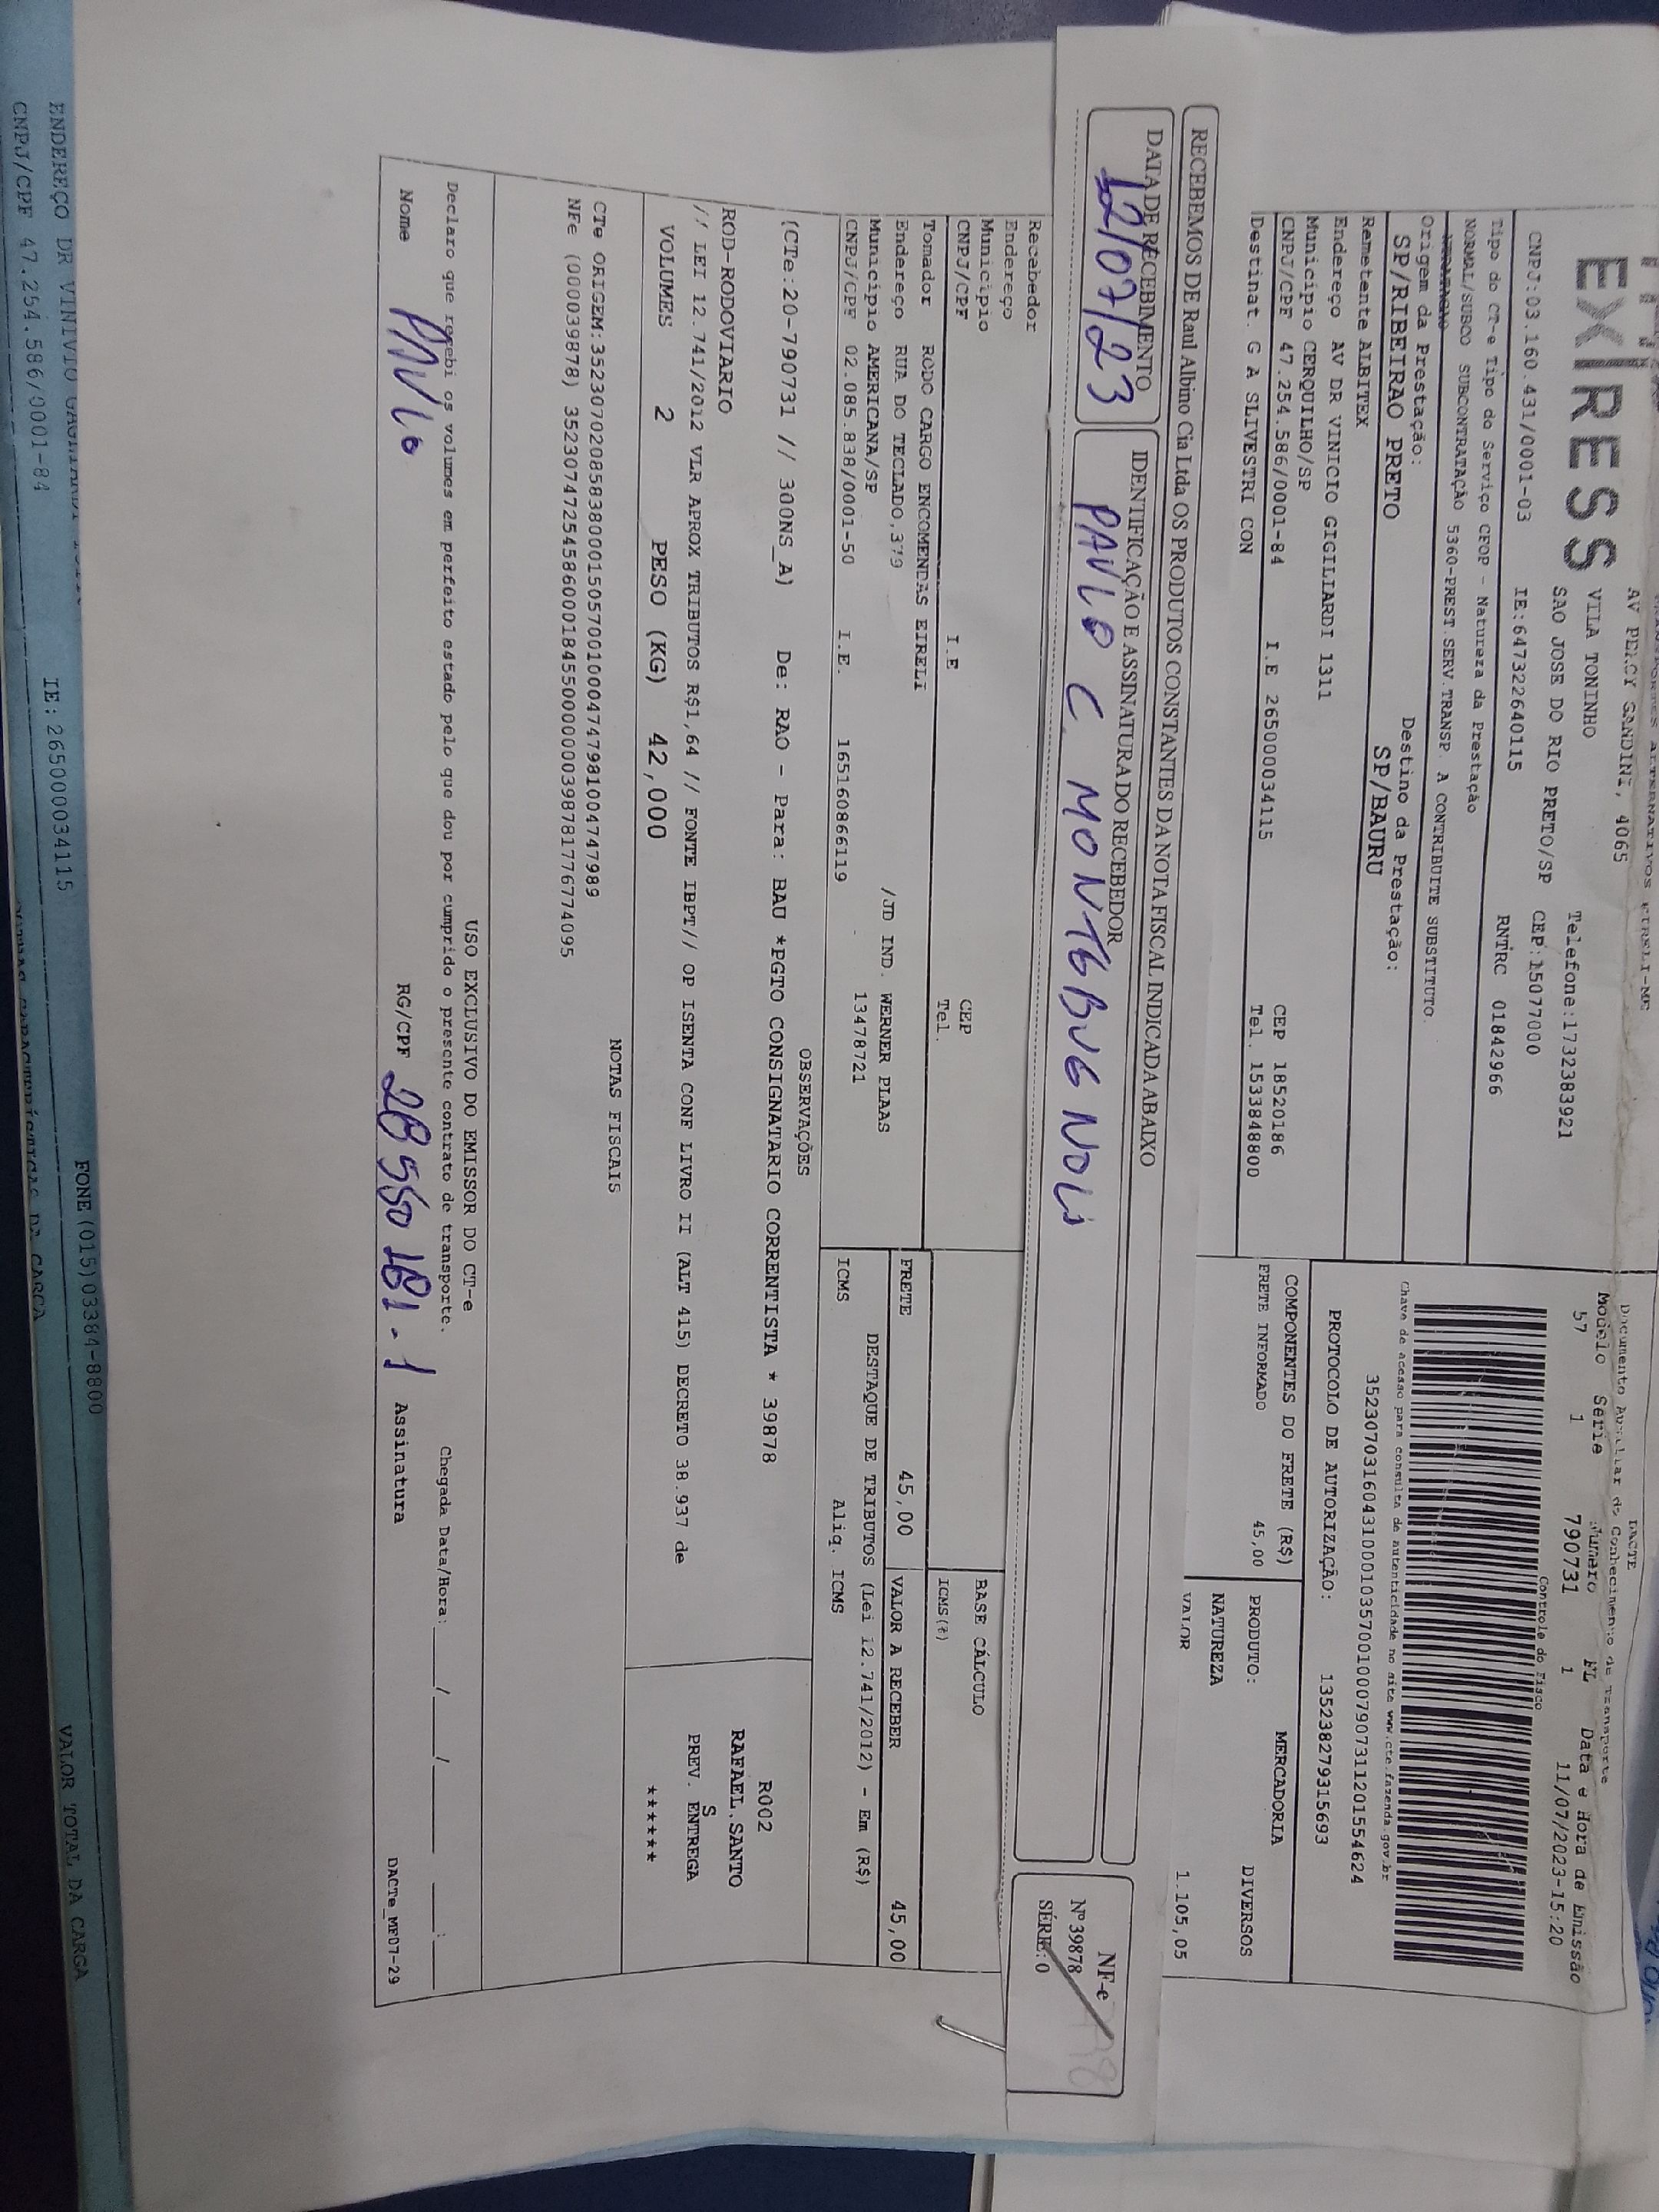 EXPRESS
AV PERCY GANDINI, 4065
VILA TONINHO
SAO JOSE DO RIO PRETO/SP
Telefone:1732383921
CEP:15077000
CNPJ:03.160.431/0001-03 IE:647322640115
RNTRC 01842966
Tipo do CT-e Tipo do Serviço CFOP - Natureza da Prestação
NORMAL/SUBCO SUBCONTRATAÇÃO 5360-PREST.SERV.TRANSP. A CONTRIBUITE SUBSTITUTO.
Origem da Prestação: Destino da Prestação:
SP/RIBEIRAO PRETO SP/BAURU
Remetente ALBITEX
Endereço AV DR VINICIO GIGILIARDI 1311
Município CERQUILHO/SP CEP 18520186
CNPJ/CPF 47.254.586/0001-84 I.E 265000034115 Tel. 1533848800
Destinat. G A SLIVESTRI CON
DACTE
Documento Auxiliar do Conhecimento de Transporte
Modelo Série Número FL Data e Hora de Emissão
57 1 790731 1 11/07/2023-15:20
Controle do Fisco
Chave de acesso para consulta de autenticidade no site www.cte.fazenda.gov.br
35230703160431000103570010007907311201554624
PROTOCOLO DE AUTORIZAÇÃO: 135238279315693
COMPONENTES DO FRETE (R$) MERCADORIA
FRETE INFORMADO 45,00
PRODUTO: DIVERSOS
NATUREZA
VALOR 1.105,05
RECEBEMOS DE Raul Albino Cia Ltda OS PRODUTOS CONSTANTES DA NOTA FISCAL INDICADA ABAIXO
DATA DE RECEBIMENTO IDENTIFICAÇÃO E ASSINATURA DO RECEBEDOR
12/07/23 PAULO C
NF-e
Nº 39878
SÉRIE: 0
Recebedor
Endereço
Município CEP
CNPJ/CPF I.E Tel.
BASE CÁLCULO
ICMS(%)
Tomador RODO CARGO ENCOMENDAS EIRELI
Endereço RUA DO TECLADO,379 /JD IND. WERNER PLAAS
Município AMERICANA/SP 13478721
CNPJ/CPF 02.085.838/0001-50 I.E. 165160866119
FRETE 45,00 VALOR A RECEBER 45,00
DESTAQUE DE TRIBUTOS (Lei 12.741/2012) - Em (R$)
ICMS Aliq. ICMS
OBSERVAÇÕES
(CTe:20-790731 // 300NS_A) De: RAO - Para: BAU *PGTO CONSIGNATARIO CORRENTISTA * 39878
ROD-RODOVIARIO
// LEI 12.741/2012 VLR APROX TRIBUTOS R$1,64 // FONTE IBPT// OP ISENTA CONF LIVRO II (ALT 415) DECRETO 38.937 de
R002
RAFAEL.SANTO
S
PREV. ENTREGA
******
VOLUMES 2 PESO (KG) 42,000
NOTAS FISCAIS
CTe ORIGEM:35230702085838000150570010004747981004747989
NFe (000039878) 35230747254586000184550000000398781776774095
USO EXCLUSIVO DO EMISSOR DO CT-e
Declaro que recebi os volumes em perfeito estado pelo que dou por cumprido o presente contrato de transporte.
Chegada Data/Hora: ____/____/____ ____:____
Nome PAULO RG/CPF 28 550 181-1 Assinatura
DACTe_MF07-29
FONE (015)03384-8800
ENDEREÇO DR VINIVIO VALOR TOTAL DA CARGA
CNPJ/CPF 47.254.586/0001-84 IE:265000034115